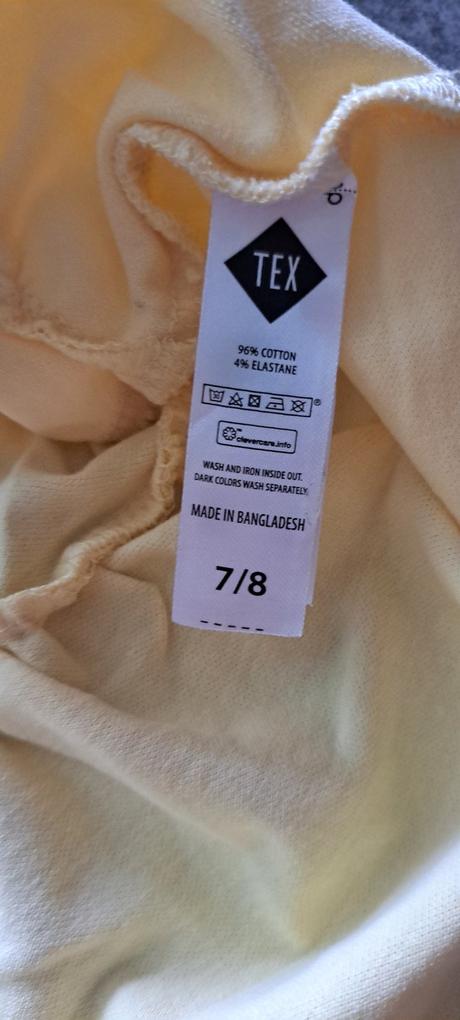 TEX
96% COTTON
4% ELASTANE
clevercare.info
WASH AND IRON INSIDE OUT.
DARK COLORS WASH SEPARATELY.
MADE IN BANGLADESH
7/8